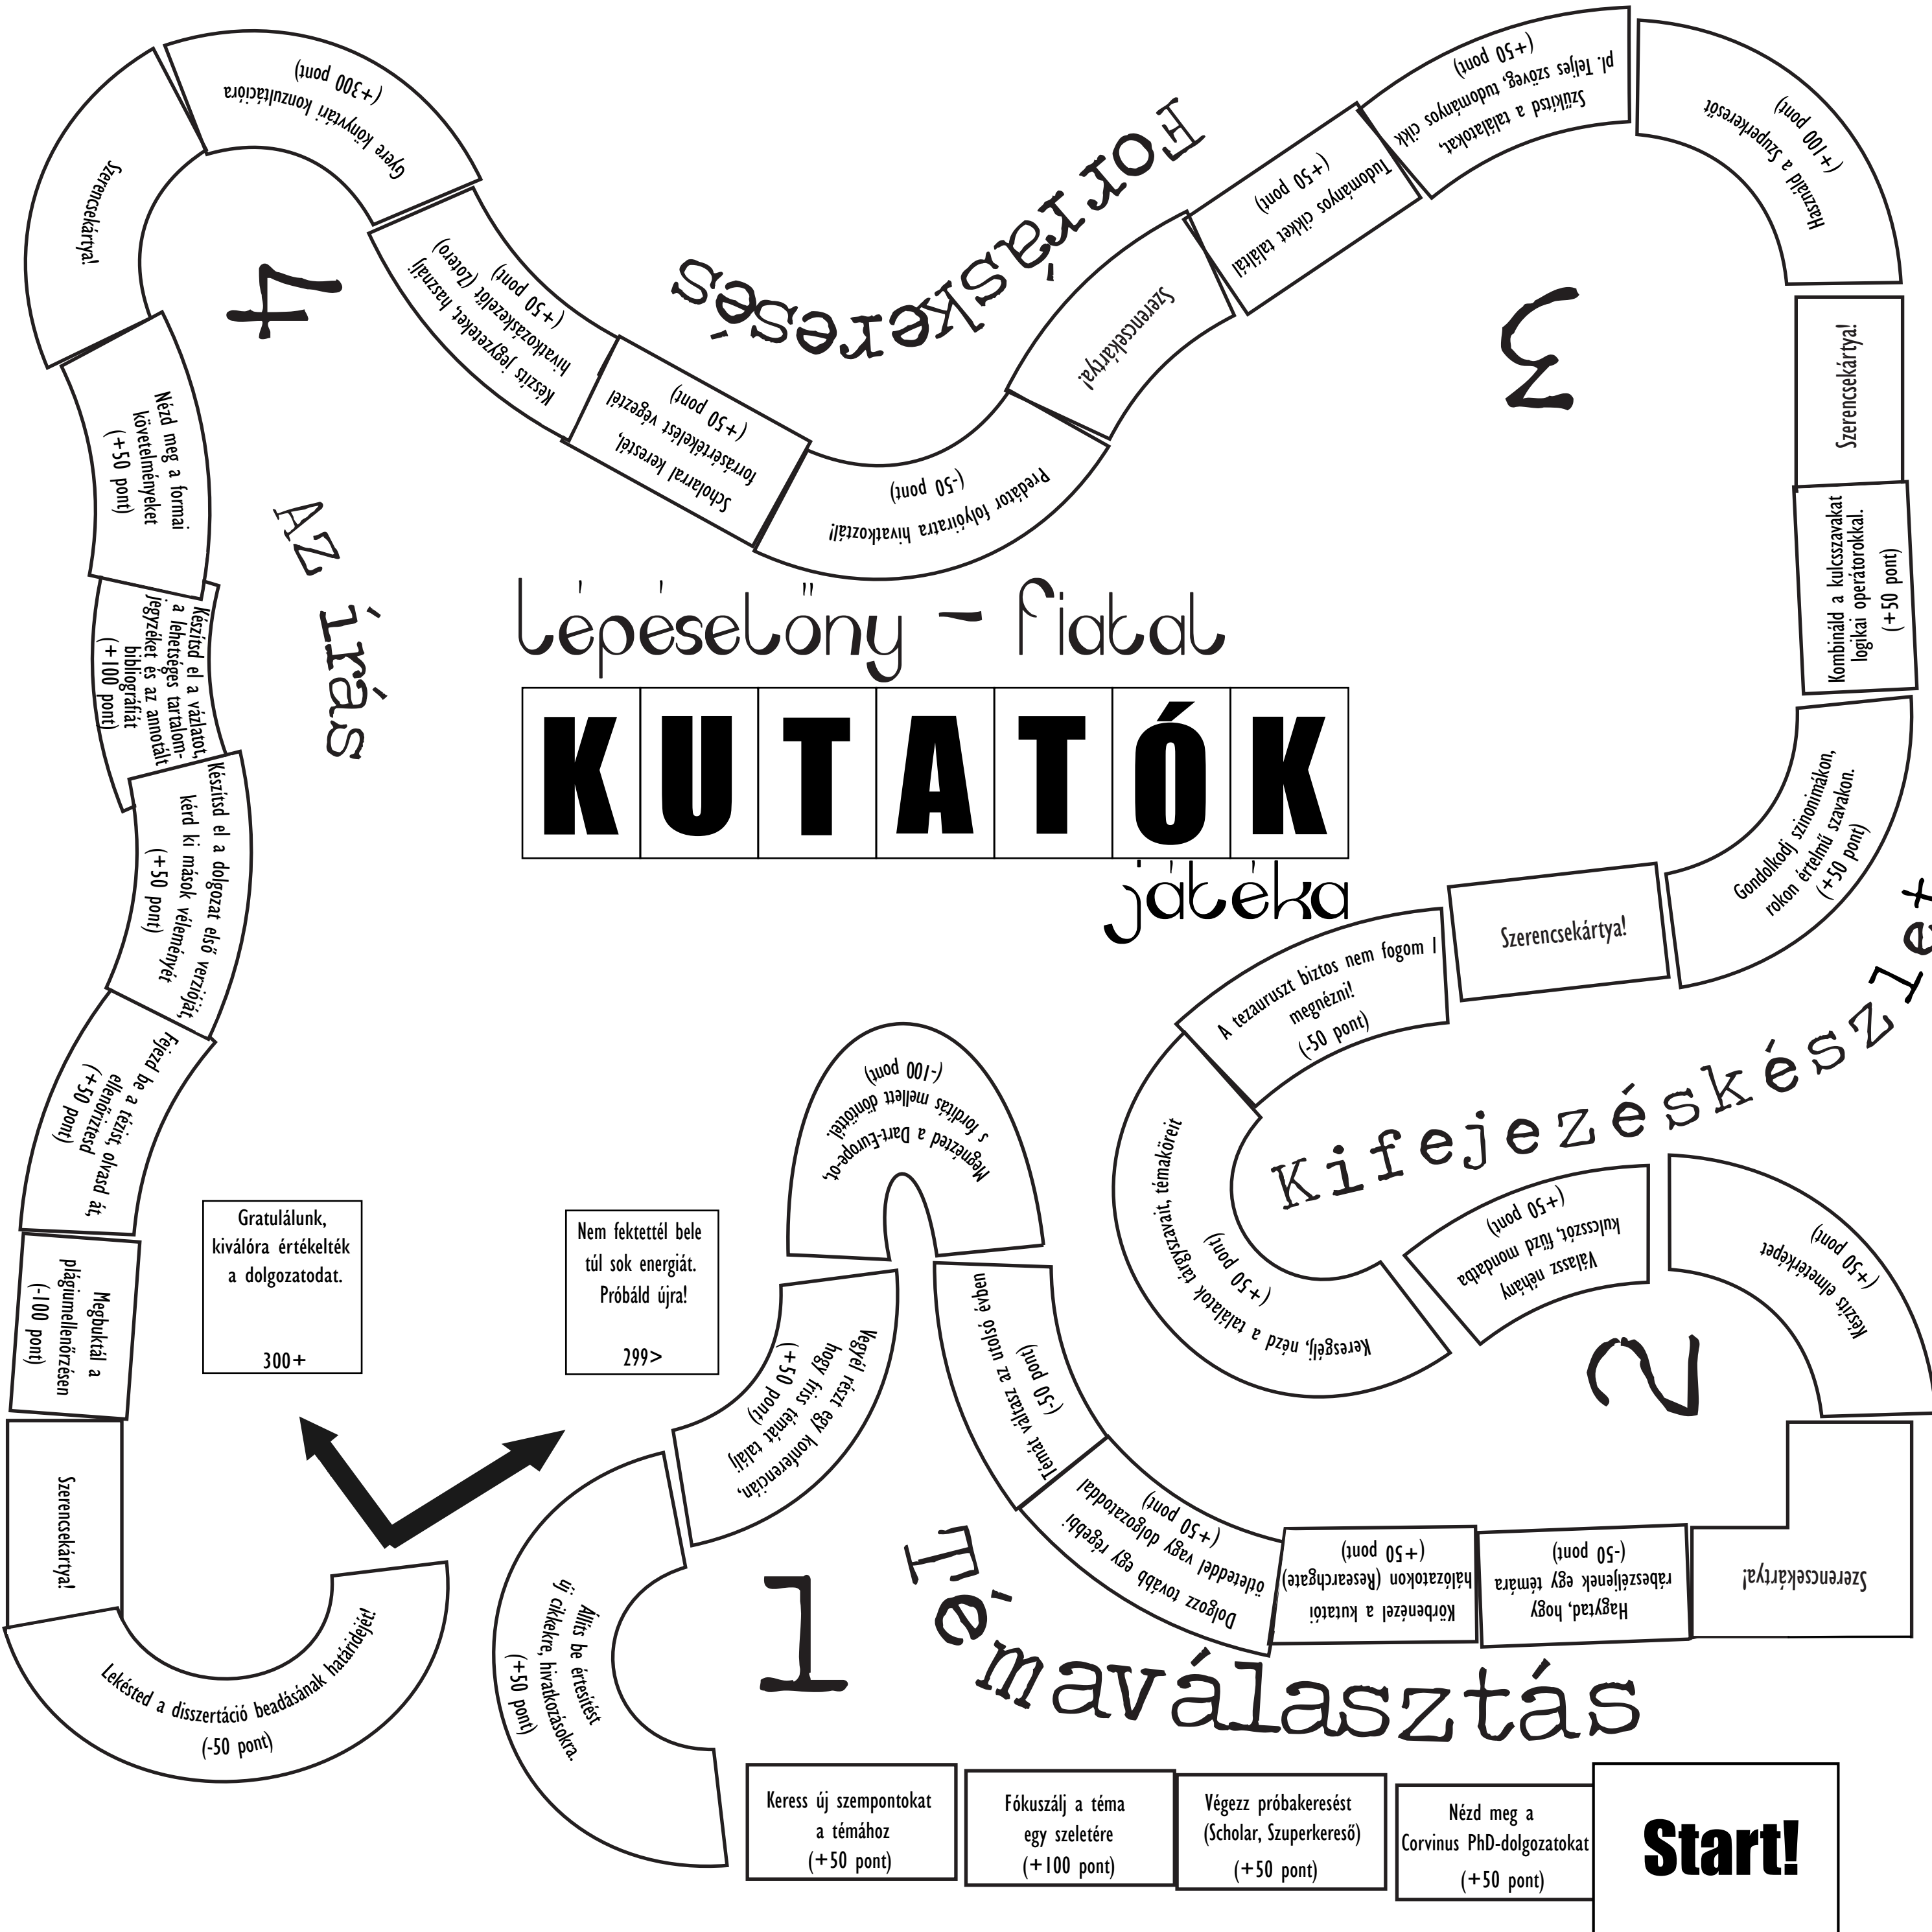 Lépéselőny - fiatal
KUTATÓK
játéka
Start!
Nézd meg a
Corvinus PhD-dolgozatokat
(+50 pont)
Végezz próbakeresést
(Scholar, Szuperkereső)
(+50 pont)
Fókuszálj a téma
egy szeletére
(+100 pont)
Keress új szempontokat
a témához
(+50 pont)
1
Témaválasztás
Állíts be értesítést
új cikkekre, hivatkozásokra.
(+50 pont)
Vegyél részt egy konferencián,
hogy friss témát találj
(+50 pont)
Megnézted a Dart-Europe-ot,
s fordítás mellett döntöttél.
(-100 pont)
Témát váltasz az utolsó évben
(-50 pont)
Dolgozz tovább egy régebbi
ötleteddel vagy dolgozatoddal
(+50 pont)
Körbenézel a kutatói
hálózatokon (Researchgate)
(+50 pont)
Hagytad, hogy
rábeszéljenek egy témára
(-50 pont)
Szerencsekártya!
2
Kifejezéskészlet
Készíts elmetérképet
(+50 pont)
Válassz néhány
kulcsszót, fűzd mondatba
(+50 pont)
Keresgélj, nézd a találatok tárgyszavait, témaköreit
(+50 pont)
A tezauruszt biztos nem fogom l
megnézni!
(-50 pont)
Szerencsekártya!
Gondolkodj szinonimákon,
rokon értelmű szavakon.
(+50 pont)
Kombináld a kulcsszavakat
logikai operátorokkal.
(+50 pont)
Szerencsekártya!
3
Forráskeresés
Használd a Szuperkeresőt
(+100 pont)
Szűkítsd a találatokat,
pl. Teljes szöveg, tudományos cikk
(+50 pont)
Tudományos cikket találtál
(+50 pont)
Szerencsekártya!
Predátor folyóiratra hivatkoztál!
(-50 pont)
Scholarral kerestél,
forrásértékelést végeztél
(+50 pont)
Készíts jegyzeteket, használj
hivatkozáskezelőt (Zotero)
(+50 pont)
Gyere könyvtári konzultációra
(+300 pont)
Szerencsekártya!
4
Az írás
Nézd meg a formai
követelményeket
(+50 pont)
Készítsd el a vázlatot,
a lehetséges tartalom-
jegyzéket és az annotált
bibliográfiát
(+100 pont)
Készítsd el a dolgozat első verzióját,
kérd ki mások véleményét
(+50 pont)
Fejezd be a tézist, olvasd át,
ellenőriztesd
(+50 pont)
Megbuktál a
plágiumellenőrzésen
(-100 pont)
Szerencsekártya!
Lekésted a disszertáció beadásának határidejét!
(-50 pont)
Gratulálunk,
kiválóra értékelték
a dolgozatodat.
300+
Nem fektettél bele
túl sok energiát.
Próbáld újra!
299>